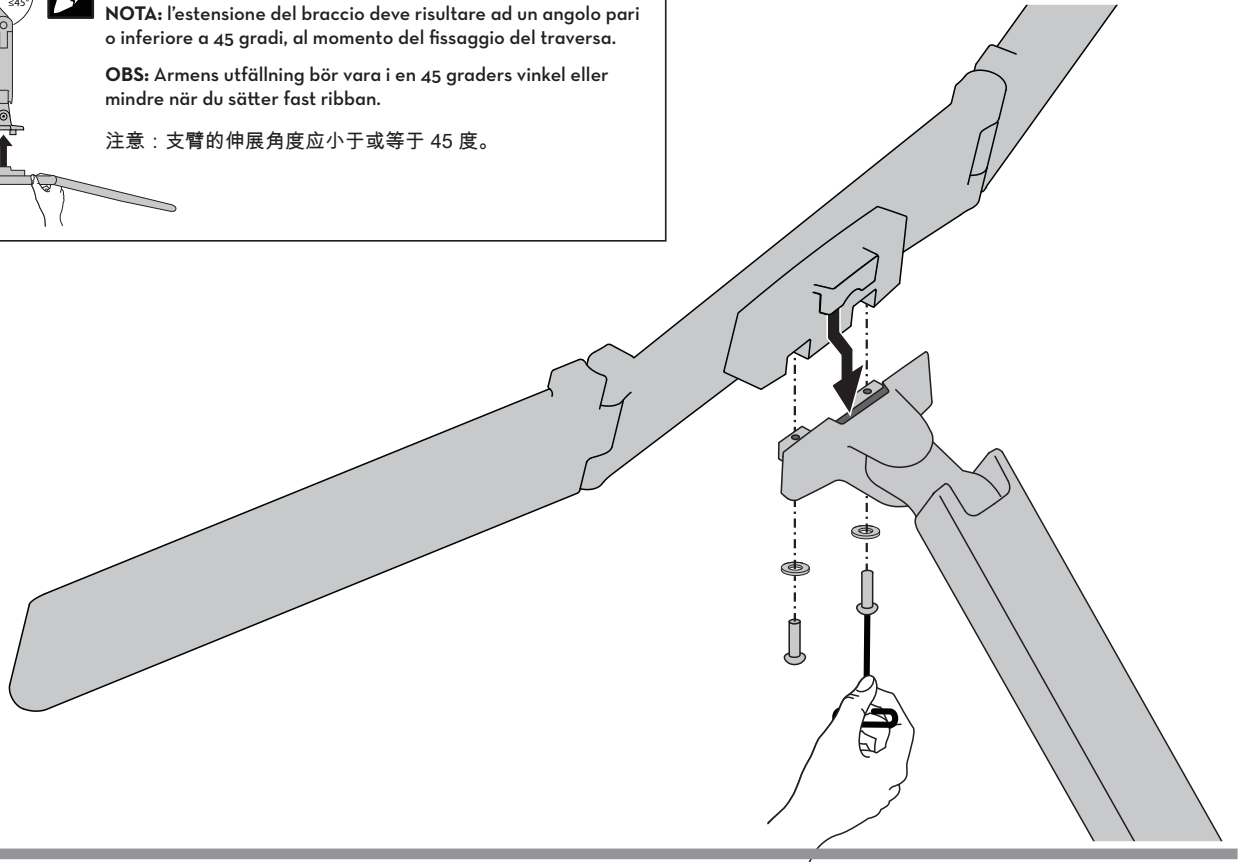 ≤45°
NOTA: l'estensione del braccio deve risultare ad un angolo pari
o inferiore a 45 gradi, al momento del fissaggio del traversa.
OBS: Armens utfällning bör vara i en 45 graders vinkel eller
mindre när du sätter fast ribban.
注意：支臂的伸展角度应小于或等于 45 度。